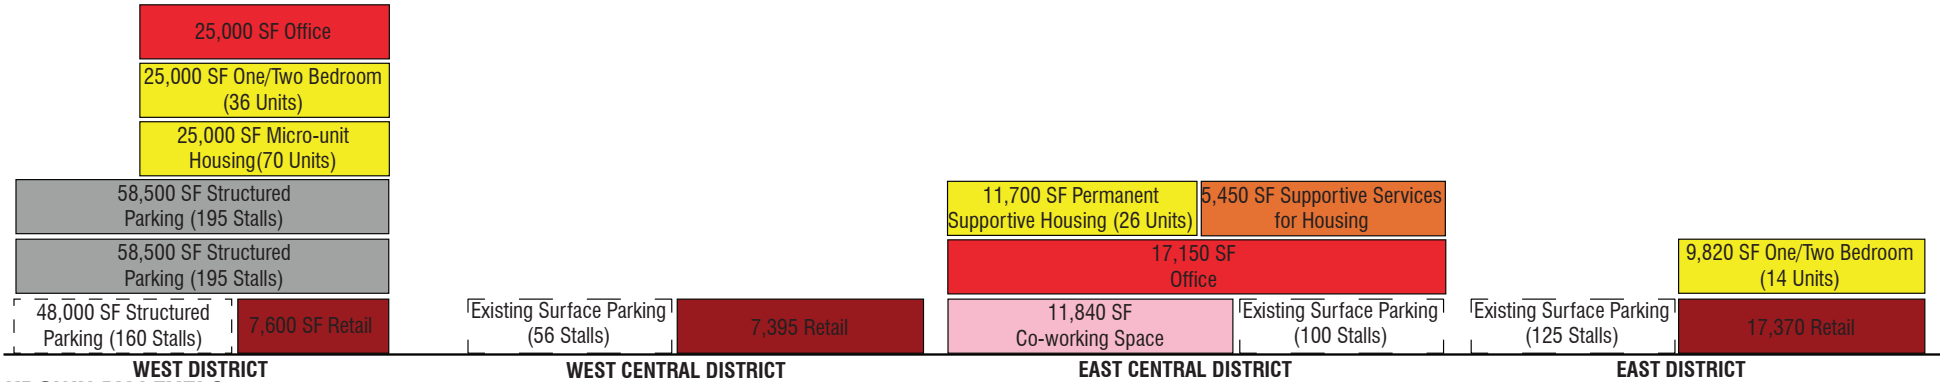 25,000 SF Office
25,000 SF One/Two Bedroom
(36 Units)
25,000 SF Micro-unit
Housing(70 Units)
58,500 SF Structured
Parking (195 Stalls)
58,500 SF Structured
Parking (195 Stalls)
48,000 SF Structured
Parking (160 Stalls)
7,600 SF Retail
WEST DISTRICT
Existing Surface Parking
(56 Stalls)
7,395 Retail
WEST CENTRAL DISTRICT
11,700 SF Permanent
Supportive Housing (26 Units)
5,450 SF Supportive Services
for Housing
17,150 SF
Office
11,840 SF
Co-working Space
Existing Surface Parking
(100 Stalls)
EAST CENTRAL DISTRICT
9,820 SF One/Two Bedroom
(14 Units)
Existing Surface Parking
(125 Stalls)
17,370 Retail
EAST DISTRICT